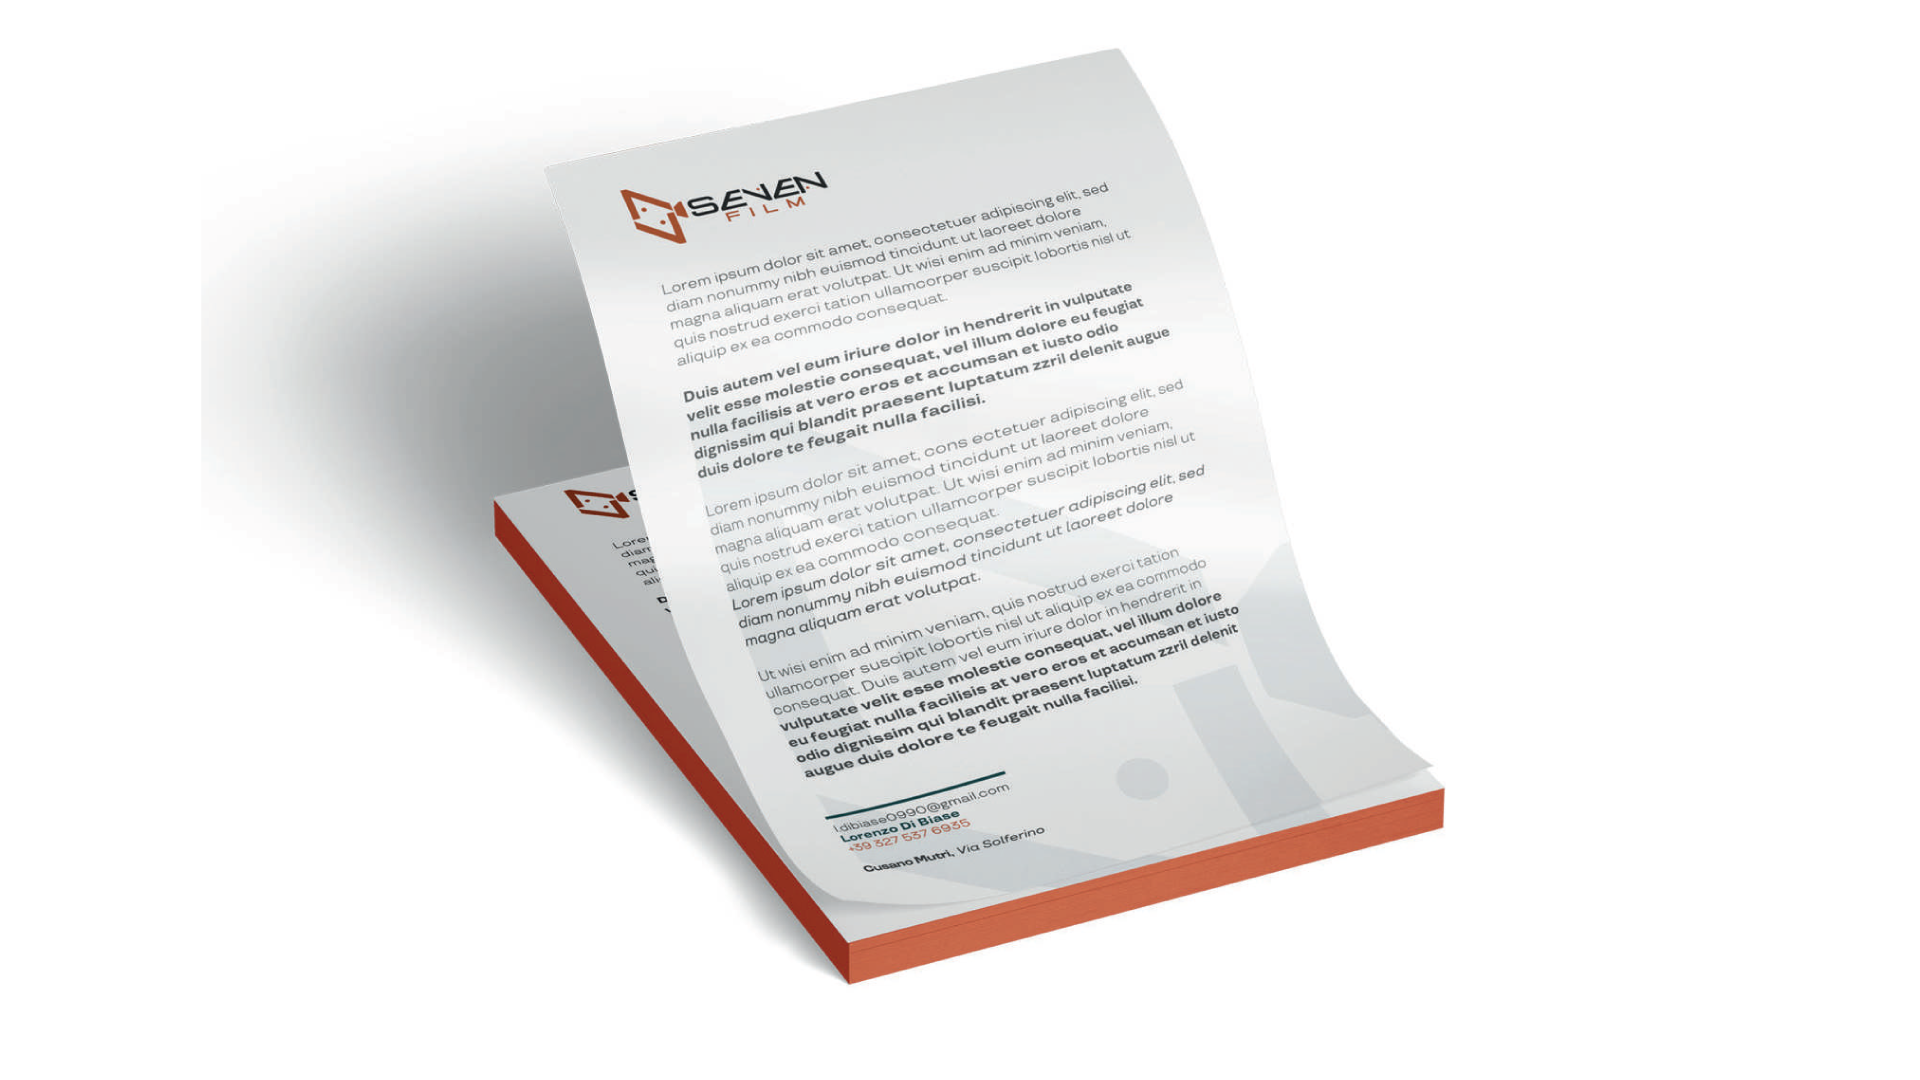 SEVEN
FILM
Lorem ipsum dolor sit amet, consectetuer adipiscing elit, sed
diam nonummy nibh euismod tincidunt ut laoreet dolore
magna aliquam erat volutpat. Ut wisi enim ad minim veniam,
quis nostrud exerci tation ullamcorper suscipit lobortis nisl ut
aliquip ex ea commodo consequat.
Duis autem vel eum iriure dolor in hendrerit in vulputate
velit esse molestie consequat, vel illum dolore eu feugiat
nulla facilisis at vero eros et accumsan et iusto odio
dignissim qui blandit praesent luptatum zzril delenit augue
duis dolore te feugait nulla facilisi.
Lorem ipsum dolor sit amet, cons ectetuer adipiscing elit, sed
diam nonummy nibh euismod tincidunt ut laoreet dolore
magna aliquam erat volutpat. Ut wisi enim ad minim veniam,
quis nostrud exerci tation ullamcorper suscipit lobortis nisl ut
aliquip ex ea commodo consequat.
Lorem ipsum dolor sit amet, consectetuer adipiscing elit, sed
diam nonummy nibh euismod tincidunt ut laoreet dolore
magna aliquam erat volutpat.
Ut wisi enim ad minim veniam, quis nostrud exerci tation
ullamcorper suscipit lobortis nisl ut aliquip ex ea commodo
consequat. Duis autem vel eum iriure dolor in hendrerit in
vulputate velit esse molestie consequat, vel illum dolore
eu feugiat nulla facilisis at vero eros et accumsan et iusto
odio dignissim qui blandit praesent luptatum zzril delenit
augue duis dolore te feugait nulla facilisi.
l.dibiase0990@gmail.com
Lorenzo Di Biase
+39 327 537 6935
Cusano Mutri, Via Solferino